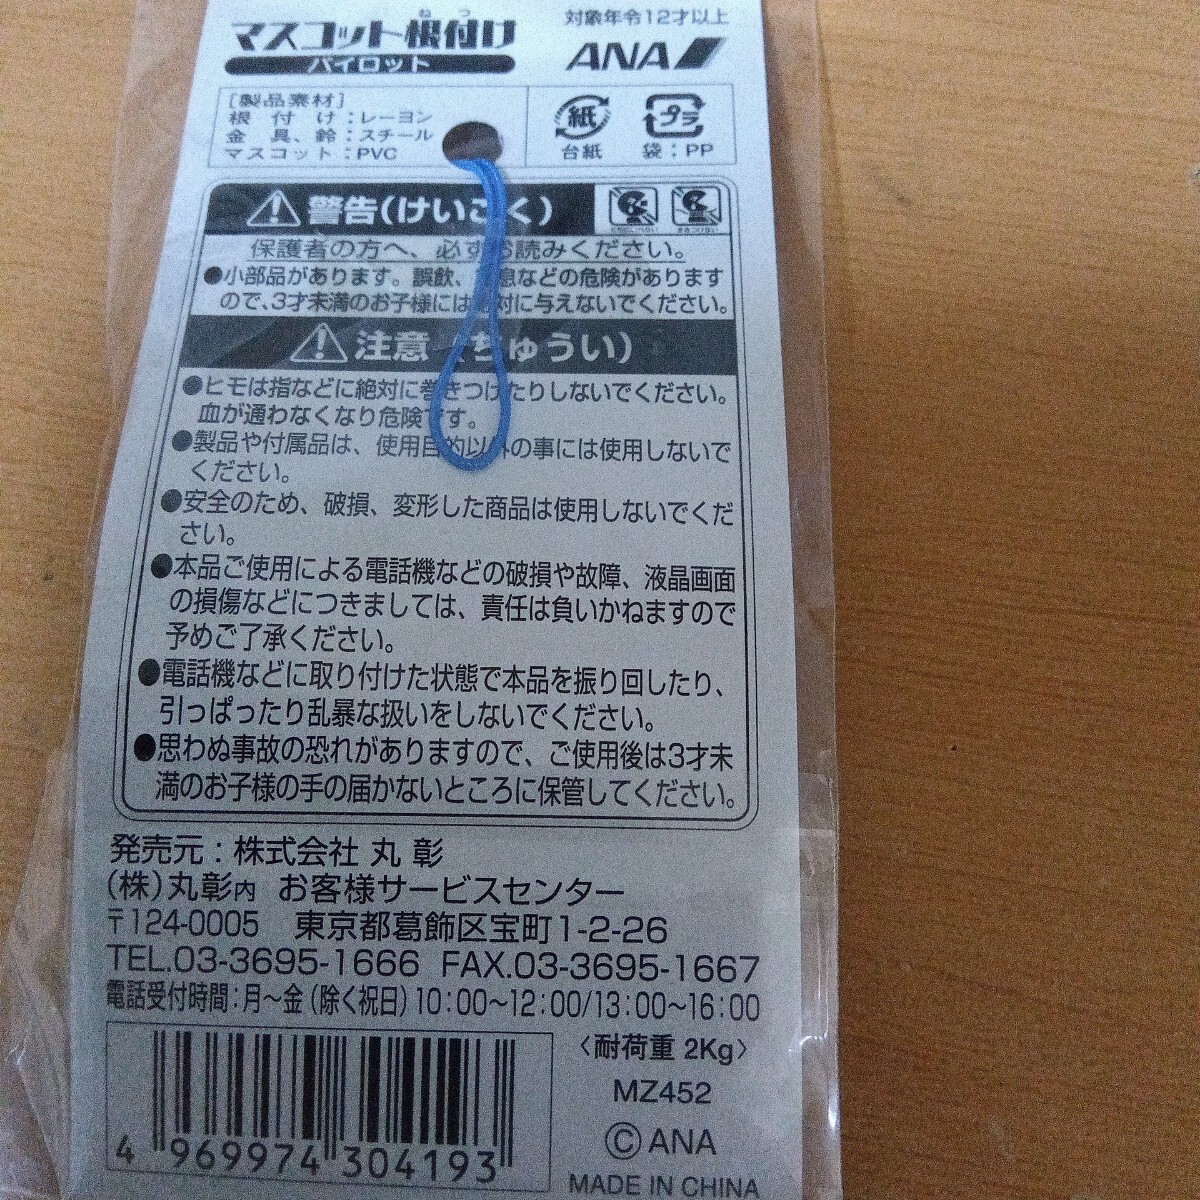 マスコット根付け
ねつ
パイロット
対象年令12才以上
ANA
[製品素材]
根付け:レーヨン
金具、鈴:スチール
マスコット:PVC
紙
台紙
プラ
袋:PP
警告(けいこく)
保護者の方へ、必ずお読みください。
●小部品があります。誤飲、窒息などの危険があります
ので、3才未満のお子様には絶対に与えないでください。
注意(ちゅうい)
●ヒモは指などに絶対に巻きつけたりしないでください。
血が通わなくなり危険です。
●製品や付属品は、使用目的以外の事には使用しないで
ください。
●安全のため、破損、変形した商品は使用しないでくだ
さい。
●本品ご使用による電話機などの破損や故障、液晶画面
の損傷などにつきましては、責任は負いかねますので
予めご了承ください。
●電話機などに取り付けた状態で本品を振り回したり、
引っぱったり乱暴な扱いをしないでください。
●思わぬ事故の恐れがありますので、ご使用後は3才未
満のお子様の手の届かないところに保管してください。
発売元:株式会社 丸彰
(株)丸彰内 お客様サービスセンター
〒124-0005 東京都葛飾区宝町1-2-26
TEL.03-3695-1666 FAX.03-3695-1667
電話受付時間:月～金(除く祝日)10:00～12:00/13:00～16:00
4 969974 304193
〈耐荷重 2Kg〉
MZ452
©ANA
MADE IN CHINA